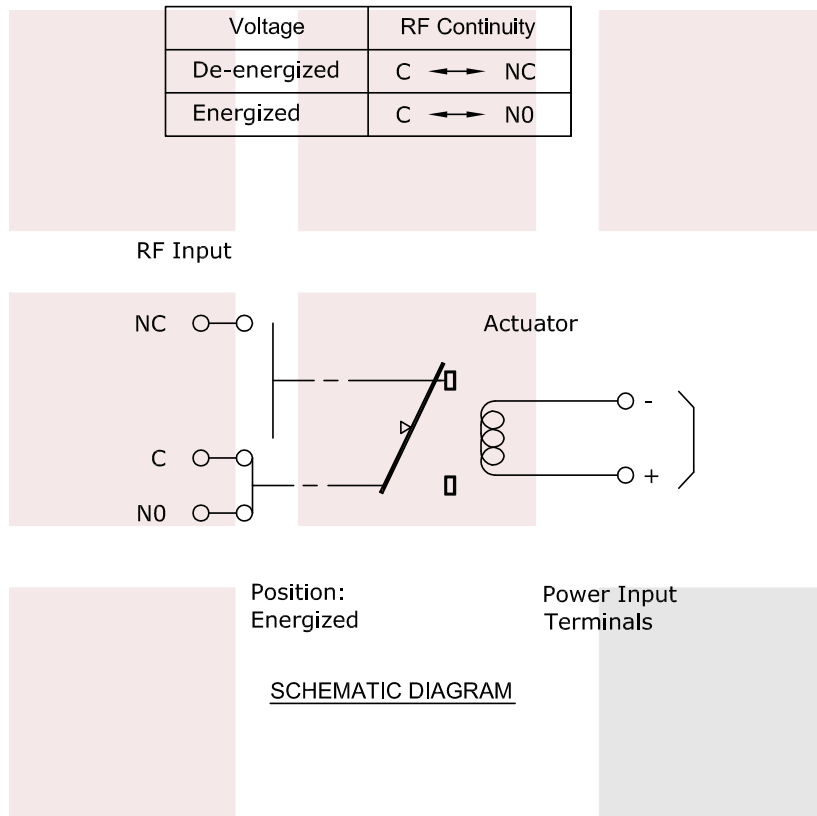 Voltage RF Continuity
De-energized C ↔ NC
Energized C ↔ N0
RF Input
NC
Actuator
-
C
+
N0
Position:
Energized
Power Input
Terminals
SCHEMATIC DIAGRAM